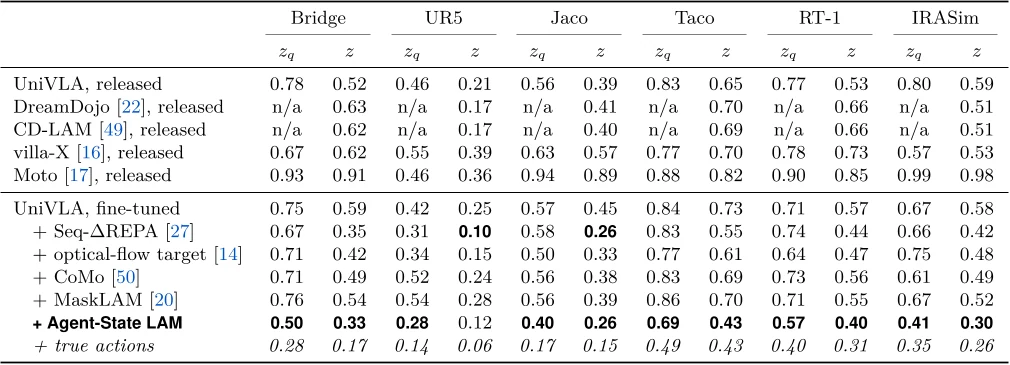 Bridge UR5 Jaco Taco RT-1 IRASim
z_q z z_q z z_q z z_q z z_q z z_q z
UniVLA, released 0.78 0.52 0.46 0.21 0.56 0.39 0.83 0.65 0.77 0.53 0.80 0.59
DreamDojo [22], released n/a 0.63 n/a 0.17 n/a 0.41 n/a 0.70 n/a 0.66 n/a 0.51
CD-LAM [49], released n/a 0.62 n/a 0.17 n/a 0.40 n/a 0.69 n/a 0.66 n/a 0.51
villa-X [16], released 0.67 0.62 0.55 0.39 0.63 0.57 0.77 0.70 0.78 0.73 0.57 0.53
Moto [17], released 0.93 0.91 0.46 0.36 0.94 0.89 0.88 0.82 0.90 0.85 0.99 0.98
UniVLA, fine-tuned 0.75 0.59 0.42 0.25 0.57 0.45 0.84 0.73 0.71 0.57 0.67 0.58
+ Seq-ΔREPA [27] 0.67 0.35 0.31 0.10 0.58 0.26 0.83 0.55 0.74 0.44 0.66 0.42
+ optical-flow target [14] 0.71 0.42 0.34 0.15 0.50 0.33 0.77 0.61 0.64 0.47 0.75 0.48
+ CoMo [50] 0.71 0.49 0.52 0.24 0.56 0.38 0.83 0.69 0.73 0.56 0.61 0.49
+ MaskLAM [20] 0.76 0.54 0.54 0.28 0.56 0.39 0.86 0.70 0.71 0.55 0.67 0.52
+ Agent-State LAM 0.50 0.33 0.28 0.12 0.40 0.26 0.69 0.43 0.57 0.40 0.41 0.30
+ true actions 0.28 0.17 0.14 0.06 0.17 0.15 0.49 0.43 0.40 0.31 0.35 0.26